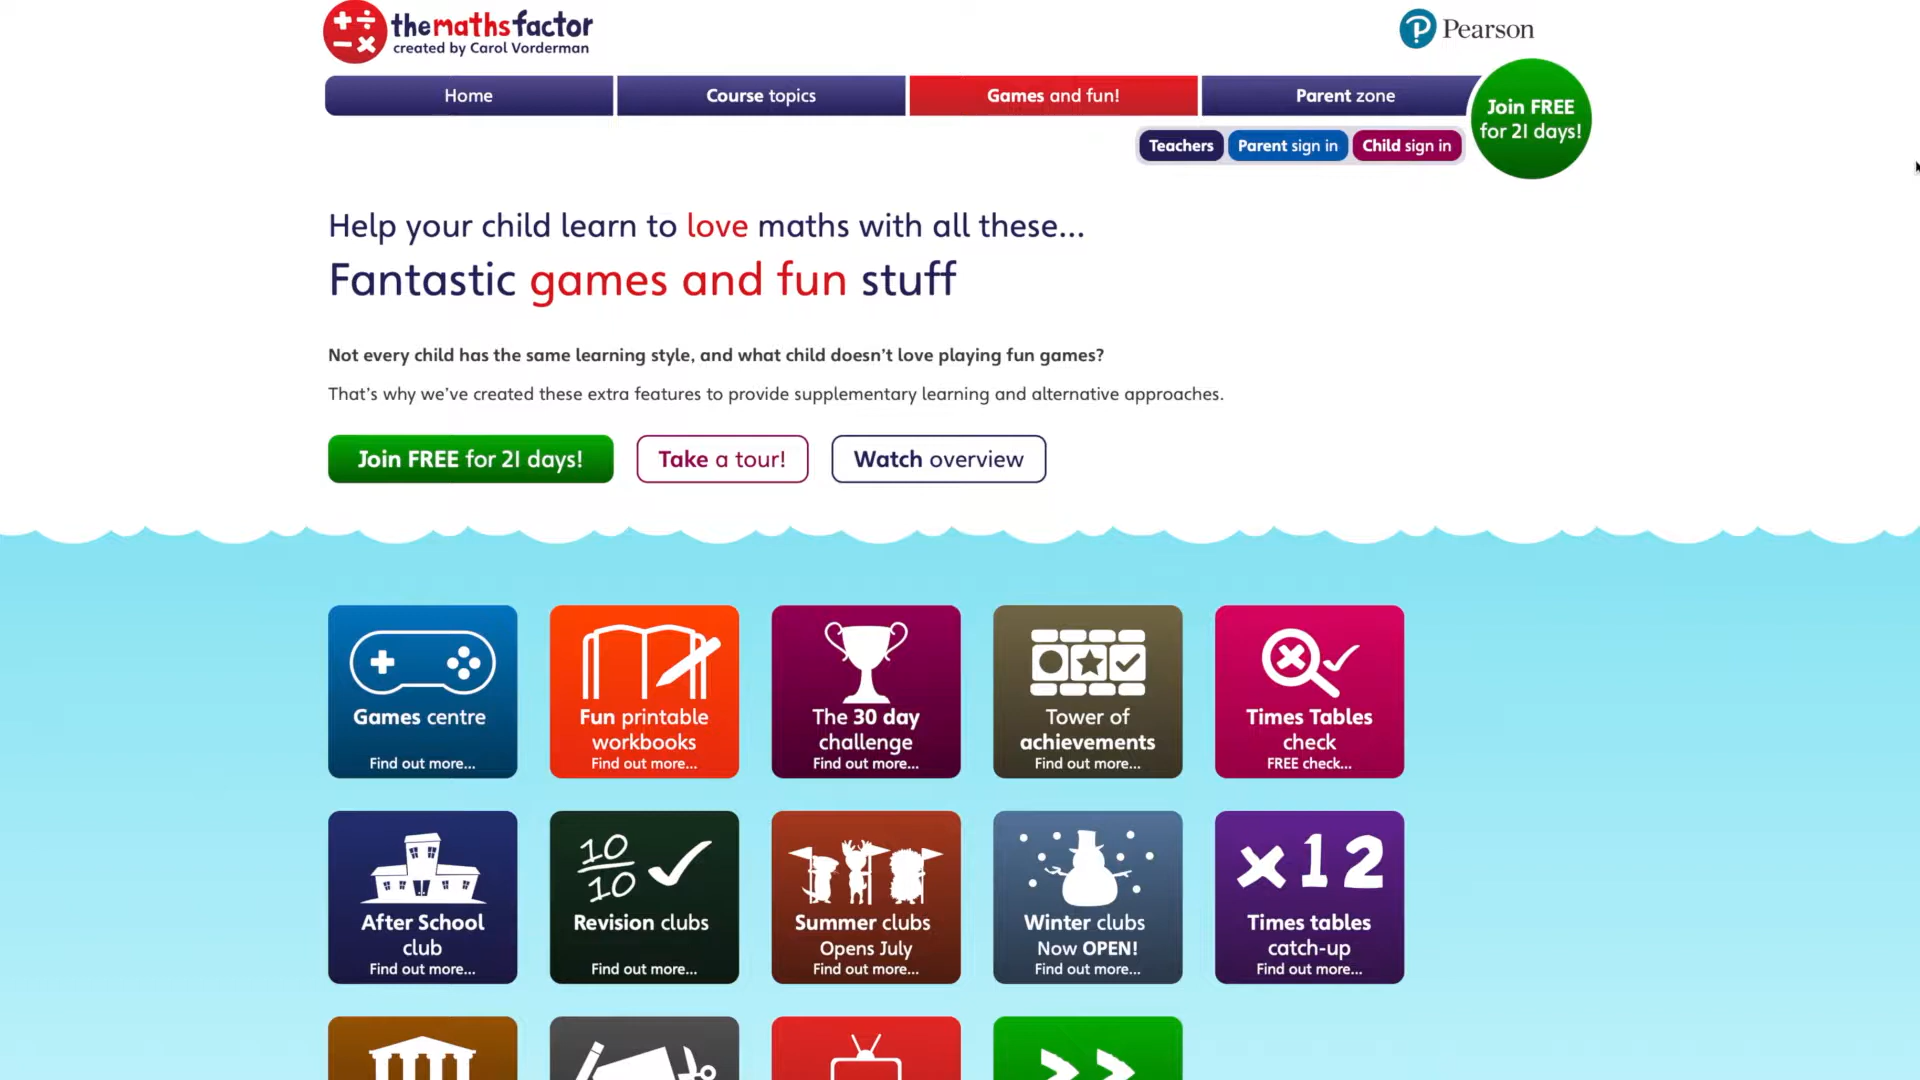 themathsfactor
created by Carol Vorderman
Pearson
Home
Course topics
Games and fun!
Parent zone
Join FREE
for 21 days!
Teachers
Parent sign in
Child sign in
Help your child learn to love maths with all these...
Fantastic games and fun stuff
Not every child has the same learning style, and what child doesn't love playing fun games?
That's why we've created these extra features to provide supplementary learning and alternative approaches.
Join FREE for 21 days!
Take a tour!
Watch overview
Games centre
Find out more...
Fun printable
workbooks
Find out more...
The 30 day
challenge
Find out more...
Tower of
achievements
Find out more...
Times Tables
check
FREE check...
After School
club
Find out more...
10
10
Revision clubs
Find out more...
Summer clubs
Opens July
Find out more...
Winter clubs
Now OPEN!
Find out more...
x12
Times tables
catch-up
Find out more...